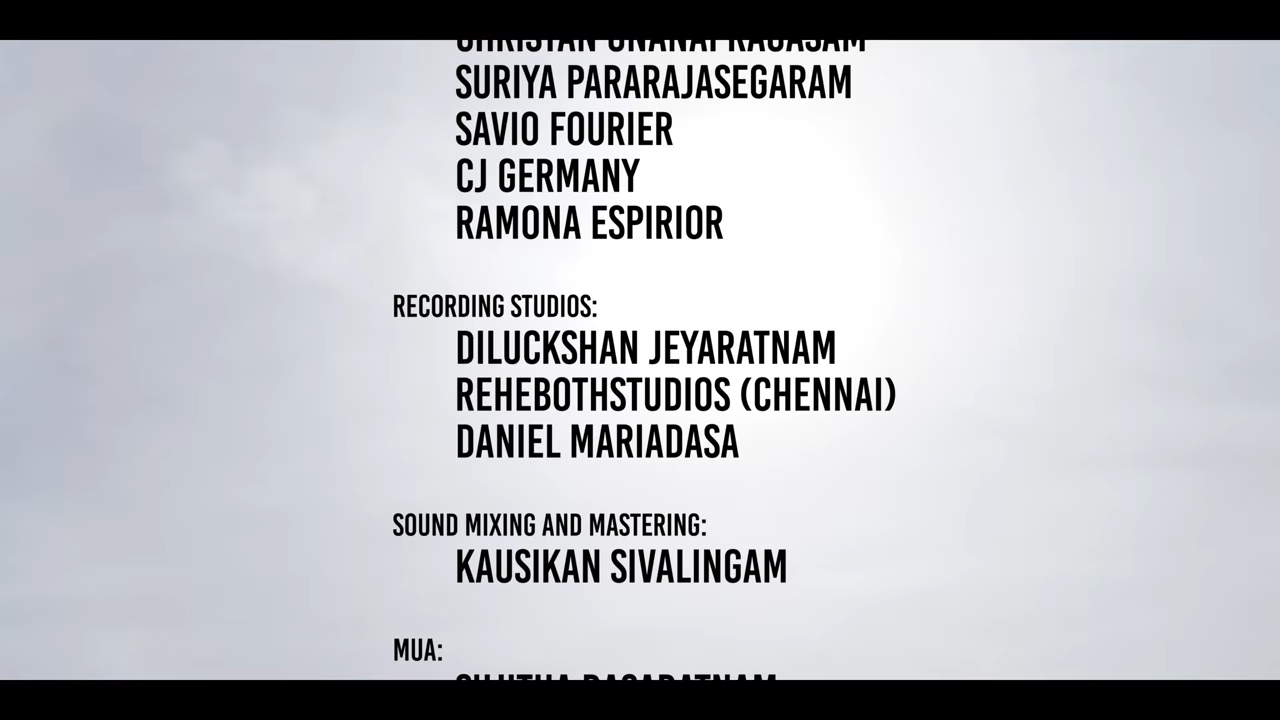 SURIYA PARARAJASEGARAM
SAVIO FOURIER
CJ GERMANY
RAMONA ESPIRIOR
RECORDING STUDIOS:
DILUCKSHAN JEYARATNAM
REHEBOTHSTUDIOS (CHENNAI)
DANIEL MARIADASA
SOUND MIXING AND MASTERING:
KAUSIKAN SIVALINGAM
MUA: